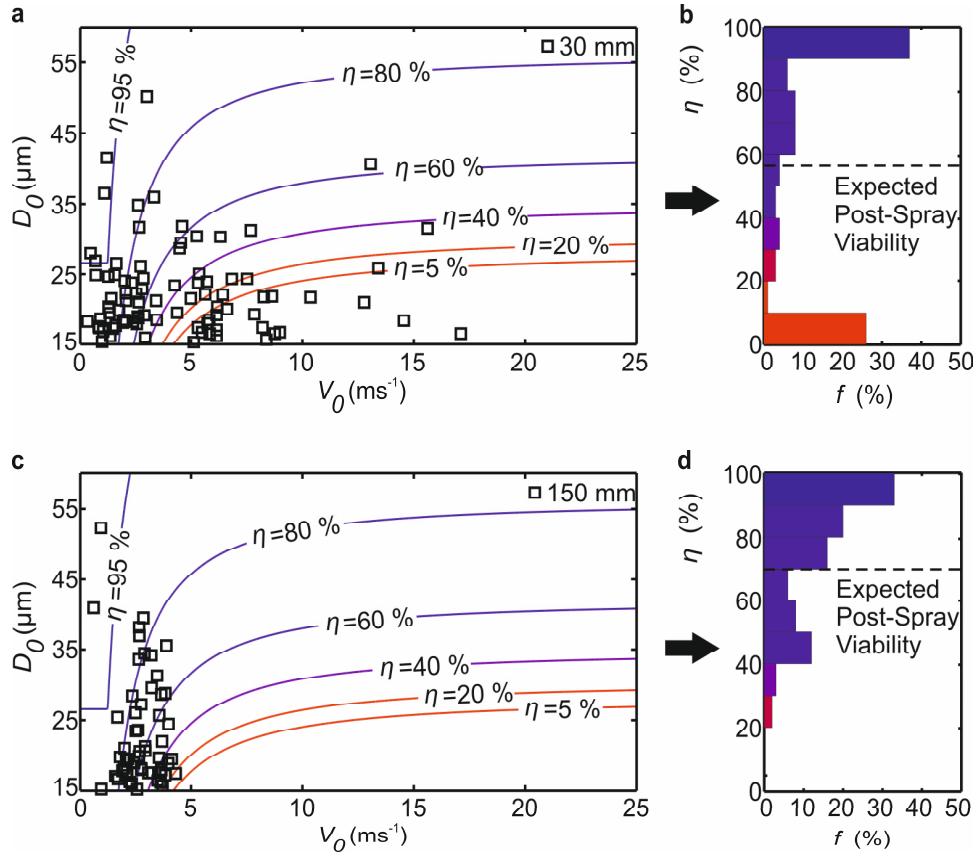 a
55
45
35
25
15
D0 (µm)
0
5
10
15
20
25
V0 (ms-1)
30 mm
η=95 %
η=80 %
η=60 %
η=40 %
η=20 %
η=5 %
b
100
80
60
40
20
0
η (%)
0
10
20
30
40
50
f (%)
Expected
Post-Spray
Viability
c
55
45
35
25
15
D0 (µm)
0
5
10
15
20
25
V0 (ms-1)
150 mm
η=95 %
η=80 %
η=60 %
η=40 %
η=20 %
η=5 %
d
100
80
60
40
20
0
η (%)
0
10
20
30
40
50
f (%)
Expected
Post-Spray
Viability